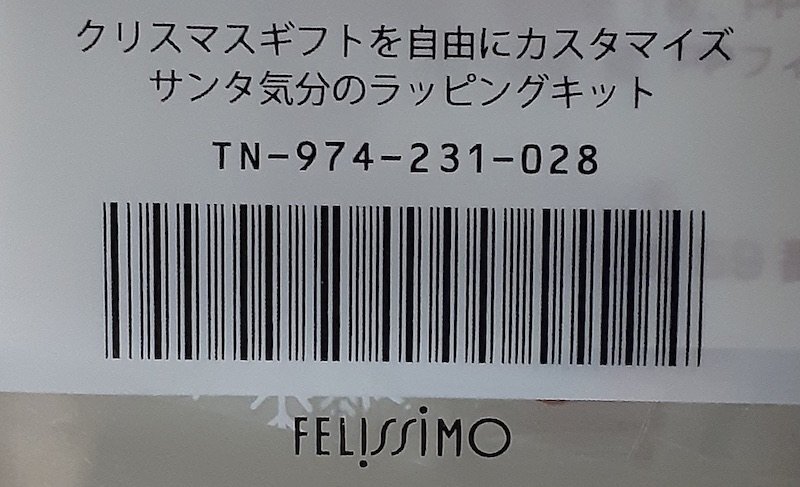 クリスマスギフトを自由にカスタマイズ
サンタ気分のラッピングキット
TN-974-231-028
FELISSIMO